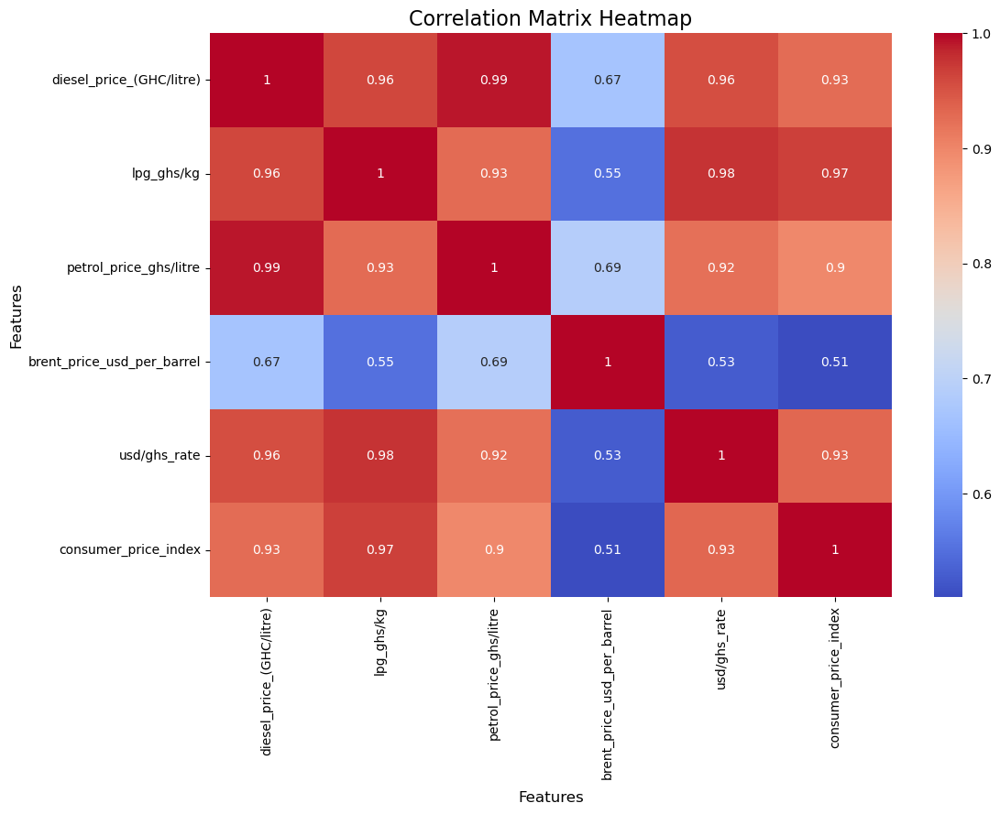 Correlation Matrix Heatmap
Features
diesel_price_(GHC/litre) 1 0.96 0.99 0.67 0.96 0.93
lpg_ghs/kg 0.96 1 0.93 0.55 0.98 0.97
petrol_price_ghs/litre 0.99 0.93 1 0.69 0.92 0.9
brent_price_usd_per_barrel 0.67 0.55 0.69 1 0.53 0.51
usd/ghs_rate 0.96 0.98 0.92 0.53 1 0.93
consumer_price_index 0.93 0.97 0.9 0.51 0.93 1
diesel_price_(GHC/litre)
lpg_ghs/kg
petrol_price_ghs/litre
brent_price_usd_per_barrel
usd/ghs_rate
consumer_price_index
Features
1.0
0.9
0.8
0.7
0.6